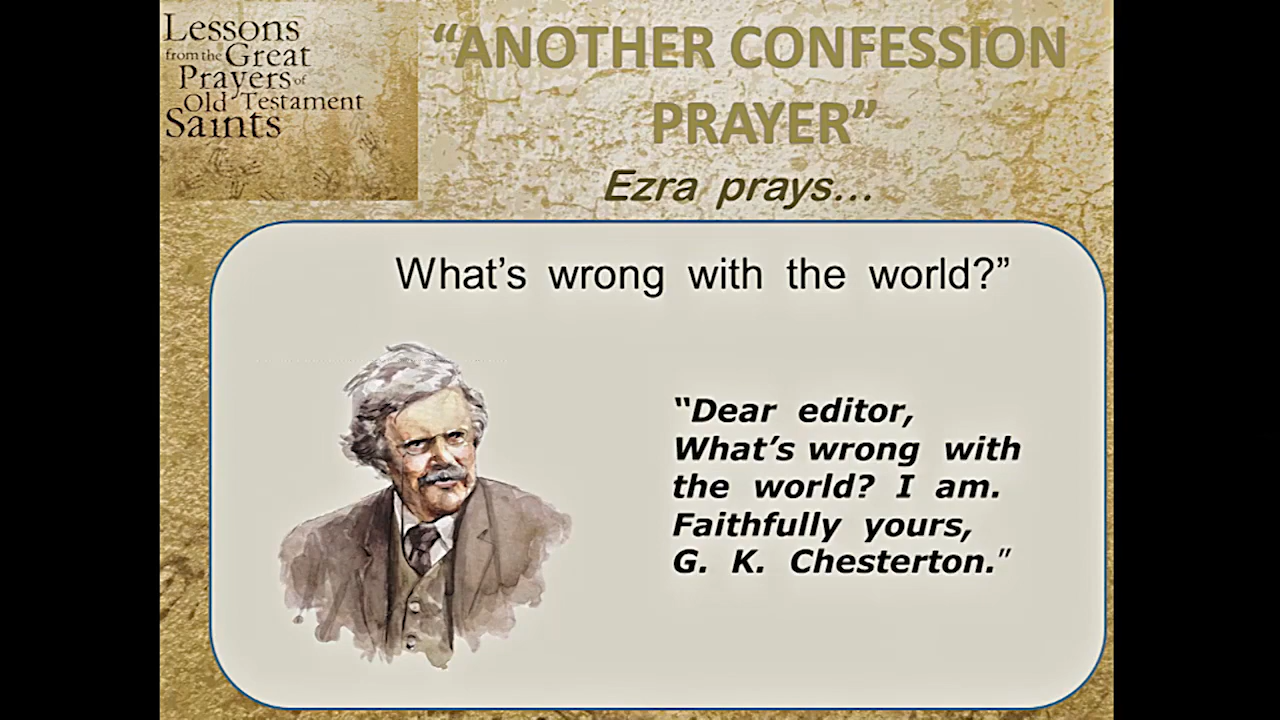 Lessons
from the Great
Prayers of
Old Testament
Saints
“ANOTHER CONFESSION
PRAYER”
Ezra prays...
What’s wrong with the world?”
“Dear editor,
What’s wrong with
the world? I am.
Faithfully yours,
G. K. Chesterton."